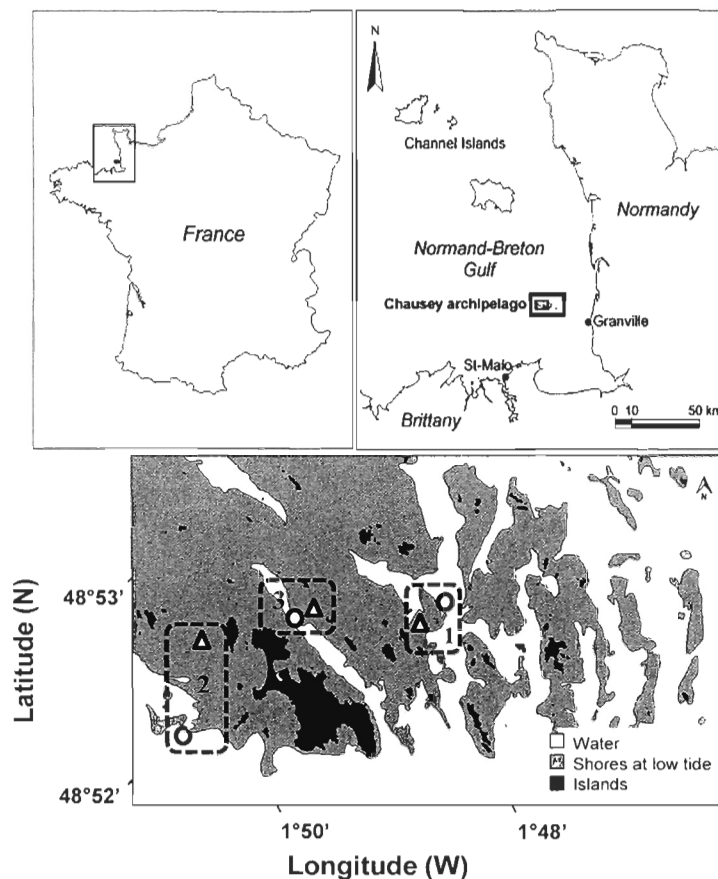 France
N
Channel Islands
Normandy
Normand-Breton
Gulf
Chausey archipelago
Granville
St-Malo
Brittany
0 10 50 km
N
Latitude (N)
48°53'
48°52'
3
1
2
Water
Shores at low tide
Islands
1°50'
1°48'
Longitude (W)